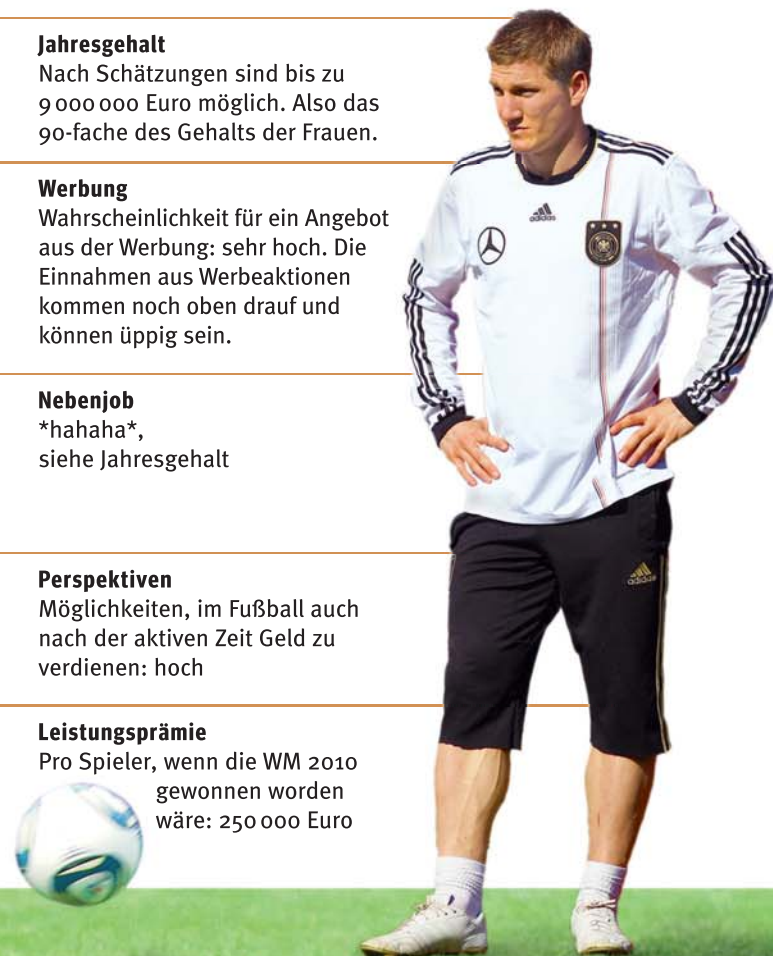 Jahresgehalt
Nach Schätzungen sind bis zu
9 000 000 Euro möglich. Also das
90-fache des Gehalts der Frauen.
Werbung
Wahrscheinlichkeit für ein Angebot
aus der Werbung: sehr hoch. Die
Einnahmen aus Werbeaktionen
kommen noch oben drauf und
können üppig sein.
Nebenjob
*hahaha*,
siehe Jahresgehalt
Perspektiven
Möglichkeiten, im Fußball auch
nach der aktiven Zeit Geld zu
verdienen: hoch
Leistungsprämie
Pro Spieler, wenn die WM 2010
gewonnen worden
wäre: 250 000 Euro
adidas
adidas